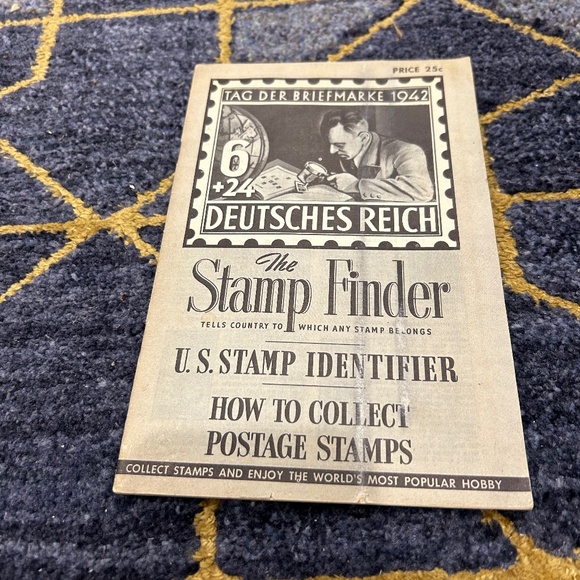 PRICE 25¢
TAG DER BRIEFMARKE 1942
6
+24
DEUTSCHES REICH
The
Stamp Finder
TELLS COUNTRY TO WHICH ANY STAMP BELONGS
U.S. STAMP IDENTIFIER
HOW TO COLLECT
POSTAGE STAMPS
COLLECT STAMPS AND ENJOY THE WORLD'S MOST POPULAR HOBBY